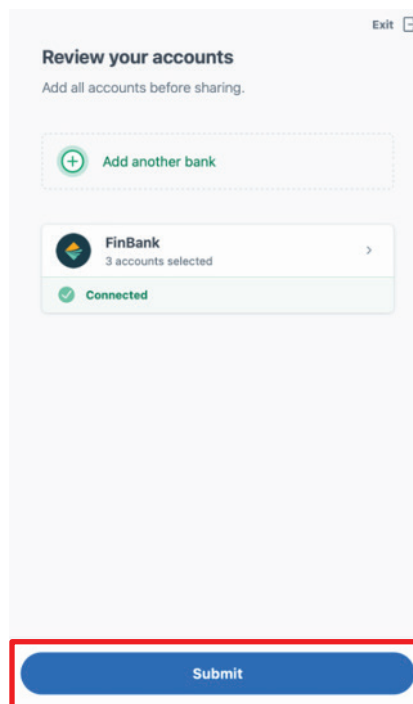 Exit
Review your accounts
Add all accounts before sharing.
Add another bank
FinBank
3 accounts selected
Connected
Submit